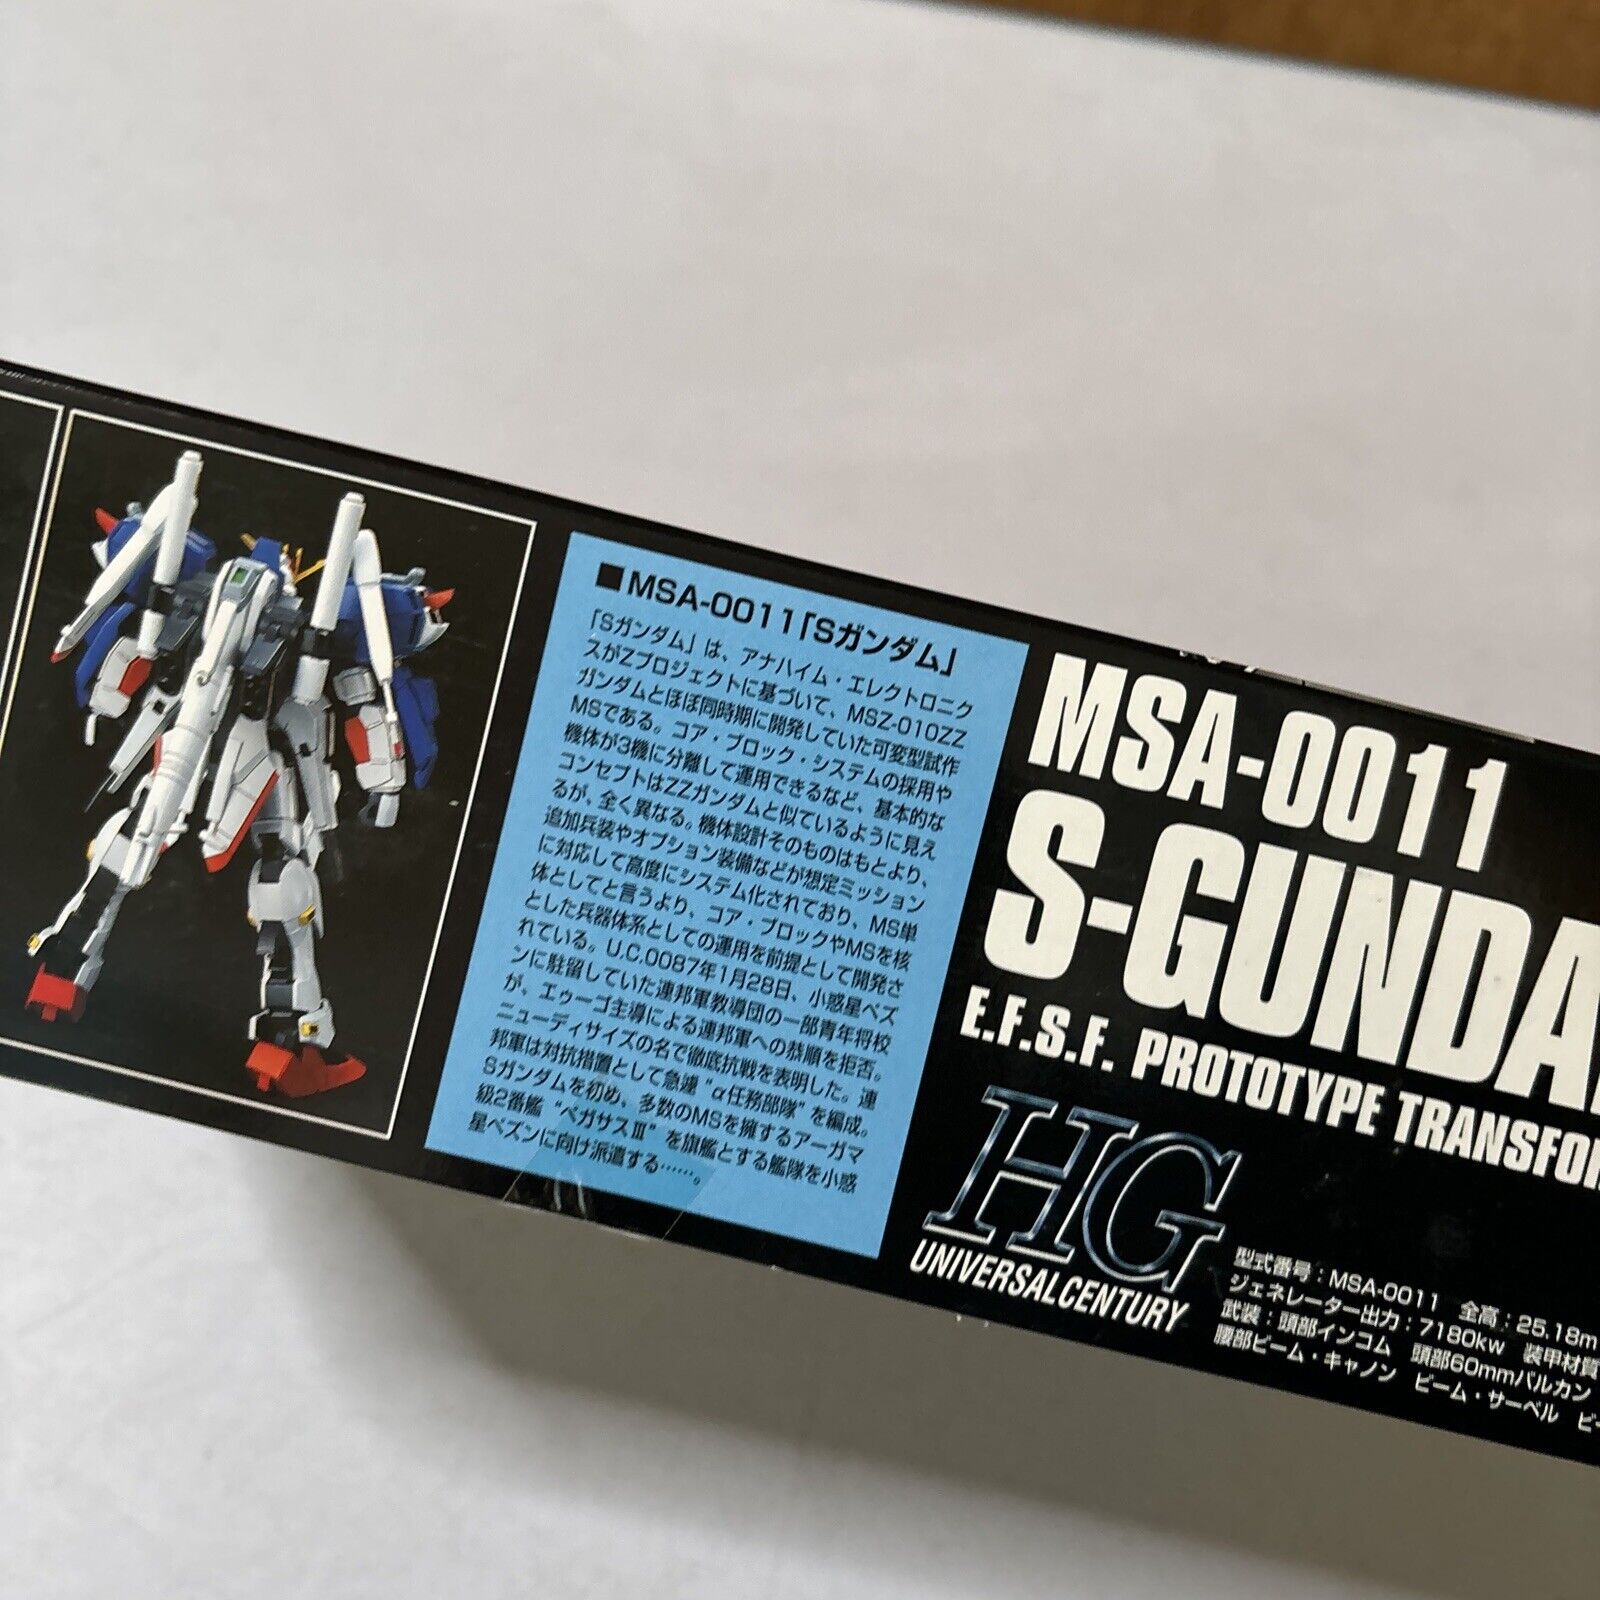 ■MSA-0011「Sガンダム」
「Sガンダム」は、アナハイム・エレクトロニク
スがZプロジェクトに基づいて、MSZ-010ZZ
ガンダムとほぼ同時期に開発していた可変型試作
MSである。コア・ブロック・システムの採用や
機体が3機に分離して運用できるなど、基本的な
コンセプトはZZガンダムと似ているように見え
るが、全く異なる。機体設計そのものはもとより、
追加兵装やオプション装備などが想定ミッション
に対応して高度にシステム化されており、MS単
体としてと言うより、コア・ブロックやMSを核
とした兵器体系としての運用を前提として開発さ
れている。U.C.0087年1月28日、小惑星ペズ
ンに駐留していた連邦軍教導団の一部青年将校
が、エゥーゴ主導による連邦軍への恭順を拒否。
ニューディサイズの名で徹底抗戦を表明した。連
邦軍は対抗措置として急遽“α任務部隊”を編成。
Sガンダムを初め、多数のMSを擁するアーガマ
級2番艦“ペガサスⅢ”を旗艦とする艦隊を小惑
星ペズンに向け派遣する……。
MSA-0011
S-GUNDA
E.F.S.F. PROTOTYPE TRANSFOR
HG
UNIVERSAL CENTURY
型式番号：MSA-0011 全高：25.18m
ジェネレーター出力：7180kw 装甲材質
武装：頭部インコム 頭部60mmバルカン
腰部ビーム・キャノン ビーム・サーベル ビー